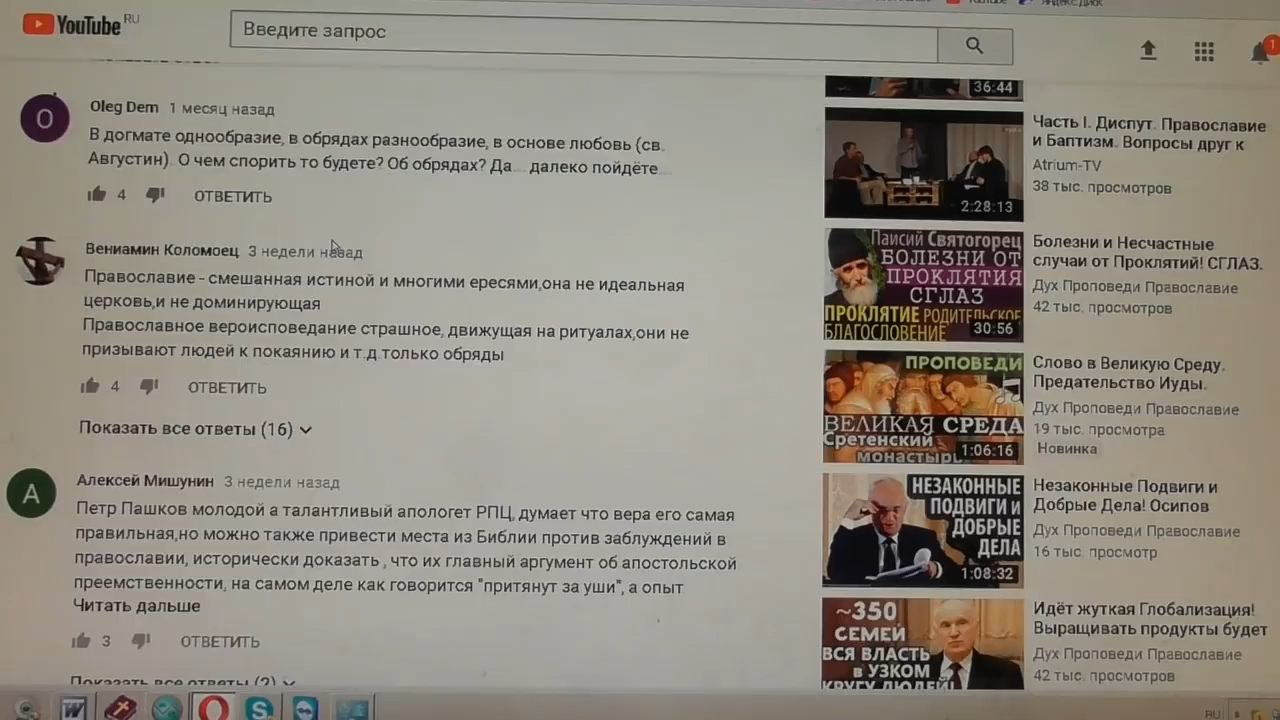 YouTube RU
Введите запрос
1
O
Oleg Dem 1 месяц назад
В догмате однообразие, в обрядах разнообразие, в основе любовь (св.
Августин). О чем спорить то будете? Об обрядах? Да.... далеко пойдёте....
4 ОТВЕТИТЬ
Вениамин Коломоец 3 недели назад
Православие - смешанная истиной и многими ересями,она не идеальная
церковь,и не доминирующая
Православное вероисповедание страшное, движущая на ритуалах,они не
призывают людей к покаянию и т.д.только обряды
4 ОТВЕТИТЬ
Показать все ответы (16)
А
Алексей Мишунин 3 недели назад
Петр Пашков молодой а талантливый апологет РПЦ, думает что вера его самая
правильная,но можно также привести места из Библии против заблуждений в
православии, исторически доказать , что их главный аргумент об апостольской
преемственности, на самом деле как говорится "притянут за уши", а опыт
Читать дальше
3 ОТВЕТИТЬ
Показать все ответы (2)
36:44
2:28:13
Часть I. Диспут. Православие
и Баптизм. Вопросы друг к
Atrium-TV
38 тыс. просмотров
Паисий Святогорец
БОЛЕЗНИ ОТ
ПРОКЛЯТИЯ
СГЛАЗ
ПРОКЛЯТИЕ РОДИТЕЛЬСКОЕ
БЛАГОСЛОВЕНИЕ
30:56
Болезни и Несчастные
случаи от Проклятий! СГЛАЗ.
Дух Проповеди Православие
42 тыс. просмотров
ПРОПОВЕДИ
ВЕЛИКАЯ СРЕДА
Сретенский
монастырь
1:06:16
Слово в Великую Среду.
Предательство Иуды.
Дух Проповеди Православие
19 тыс. просмотра
Новинка
НЕЗАКОННЫЕ
ПОДВИГИ и
ДОБРЫЕ
ДЕЛА
1:08:32
Незаконные Подвиги и
Добрые Дела! Осипов
Дух Проповеди Православие
16 тыс. просмотр
~350
СЕМЕЙ
ВСЯ ВЛАСТЬ
в УЗКОМ
КРУГУ ЛЮДЕЙ!
Идёт жуткая Глобализация!
Выращивать продукты будет
Дух Проповеди Православие
42 тыс. просмотров
RU